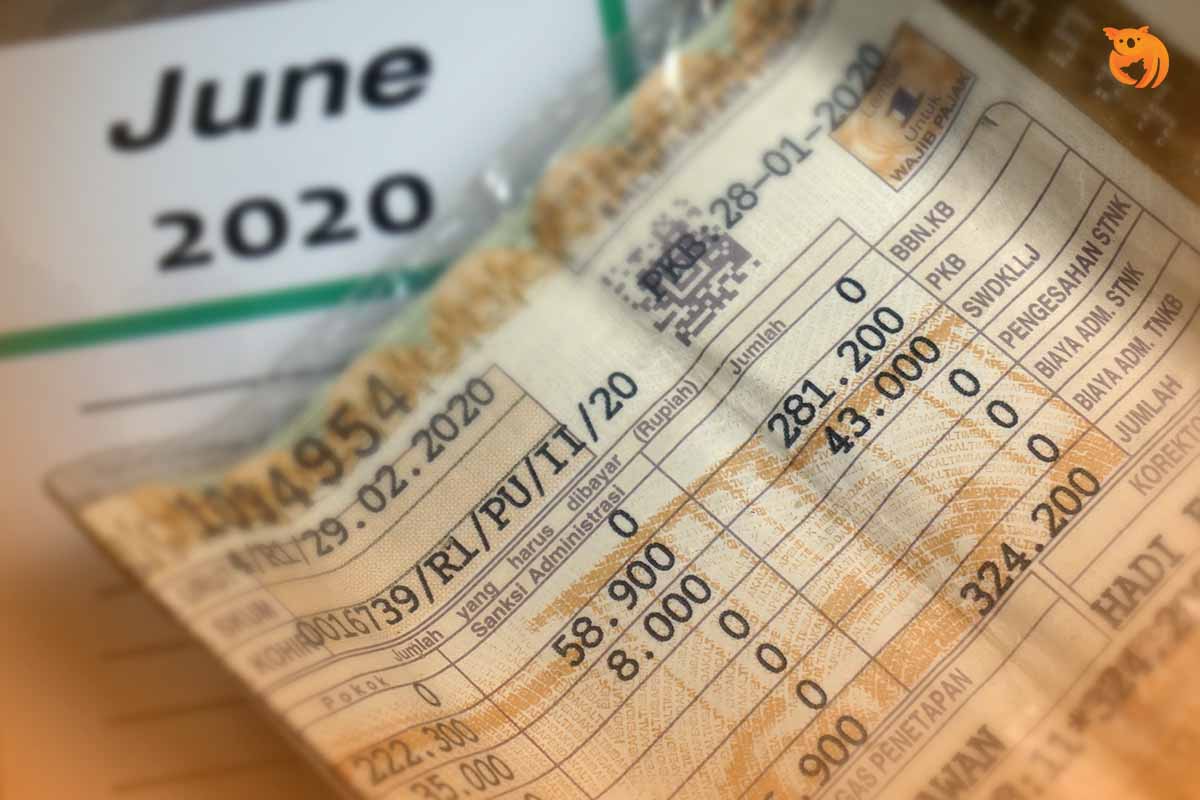 June
2020
1094954
29.02.2020
0016739/R1/PU/II/20
PKB. 28-01-2020
1
Untuk
WAJIB PAJAK
Jumlah yang harus dibayar (Rupiah)
Pokok
Sanksi Administrasi
Jumlah
0 0 0 BBN.KB
222.300 58.900 281.200 PKB
35.000 8.000 43.000 SWDKLLJ
0 0 PENGESAHAN STNK
0 0 BIAYA ADM. STNK
0 0 BIAYA ADM. TNKB
.900 324.200 JUMLAH
PENETAPAN
HADI